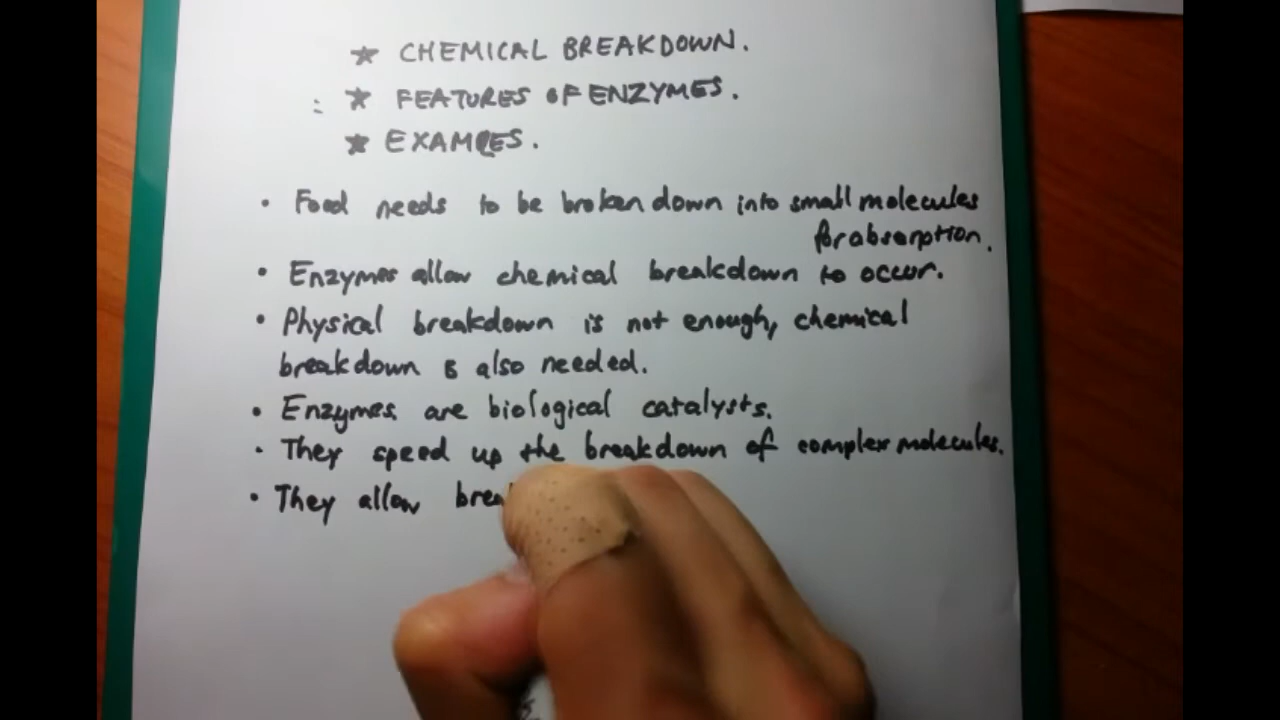 ★ CHEMICAL BREAKDOWN.
: ★ FEATURES OF ENZYMES.
★ EXAMLES.
• Food needs to be broken down into small molecules
for absorption.
• Enzymes allow chemical breakdown to occur.
• Physical breakdown is not enough, chemical
breakdown is also needed.
• Enzymes are biological catalysts.
• They speed up the breakdown of complex molecules.
• They allow brea